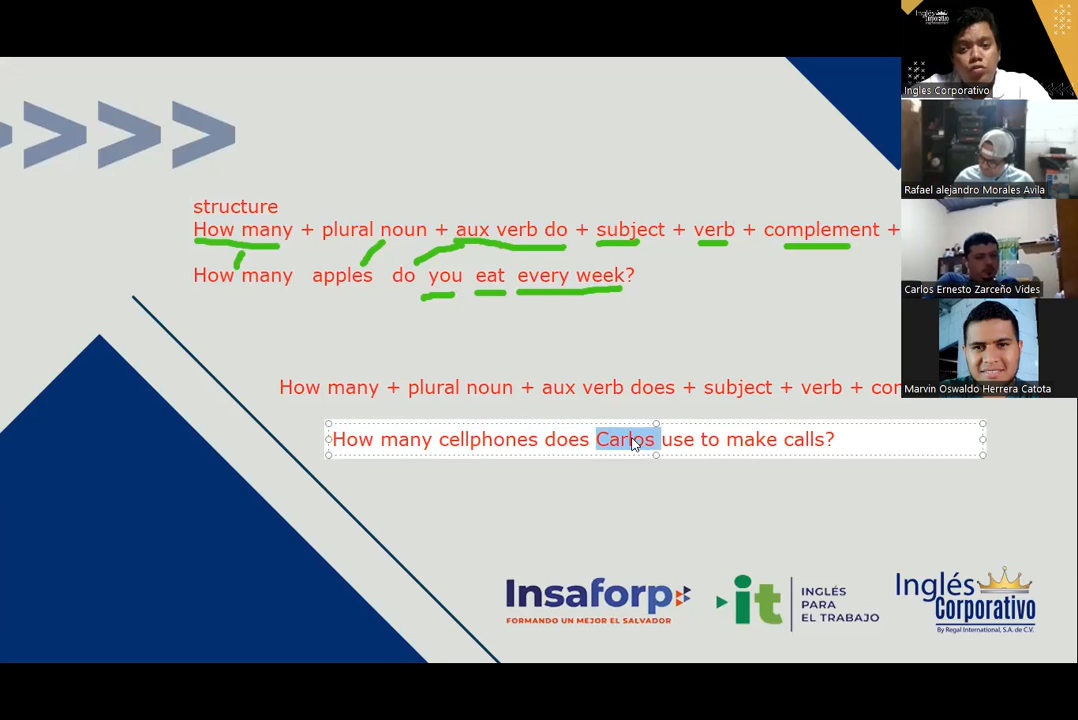 structure
How many + plural noun + aux verb do + subject + verb + complement +
How many apples do you eat every week?
How many + plural noun + aux verb does + subject + verb +
How many cellphones does Carlos use to make calls?
Inglés Corporativo
Ingles Corporativo
Rafael alejandro Morales Avila
Carlos Ernesto Zarceño Vides
Marvin Oswaldo Herrera Catota
Insaforp
FORMANDO UN MEJOR EL SALVADOR
it
INGLÉS
PARA
EL TRABAJO
Inglés
Corporativo
By Regal International, S.A. de C.V.